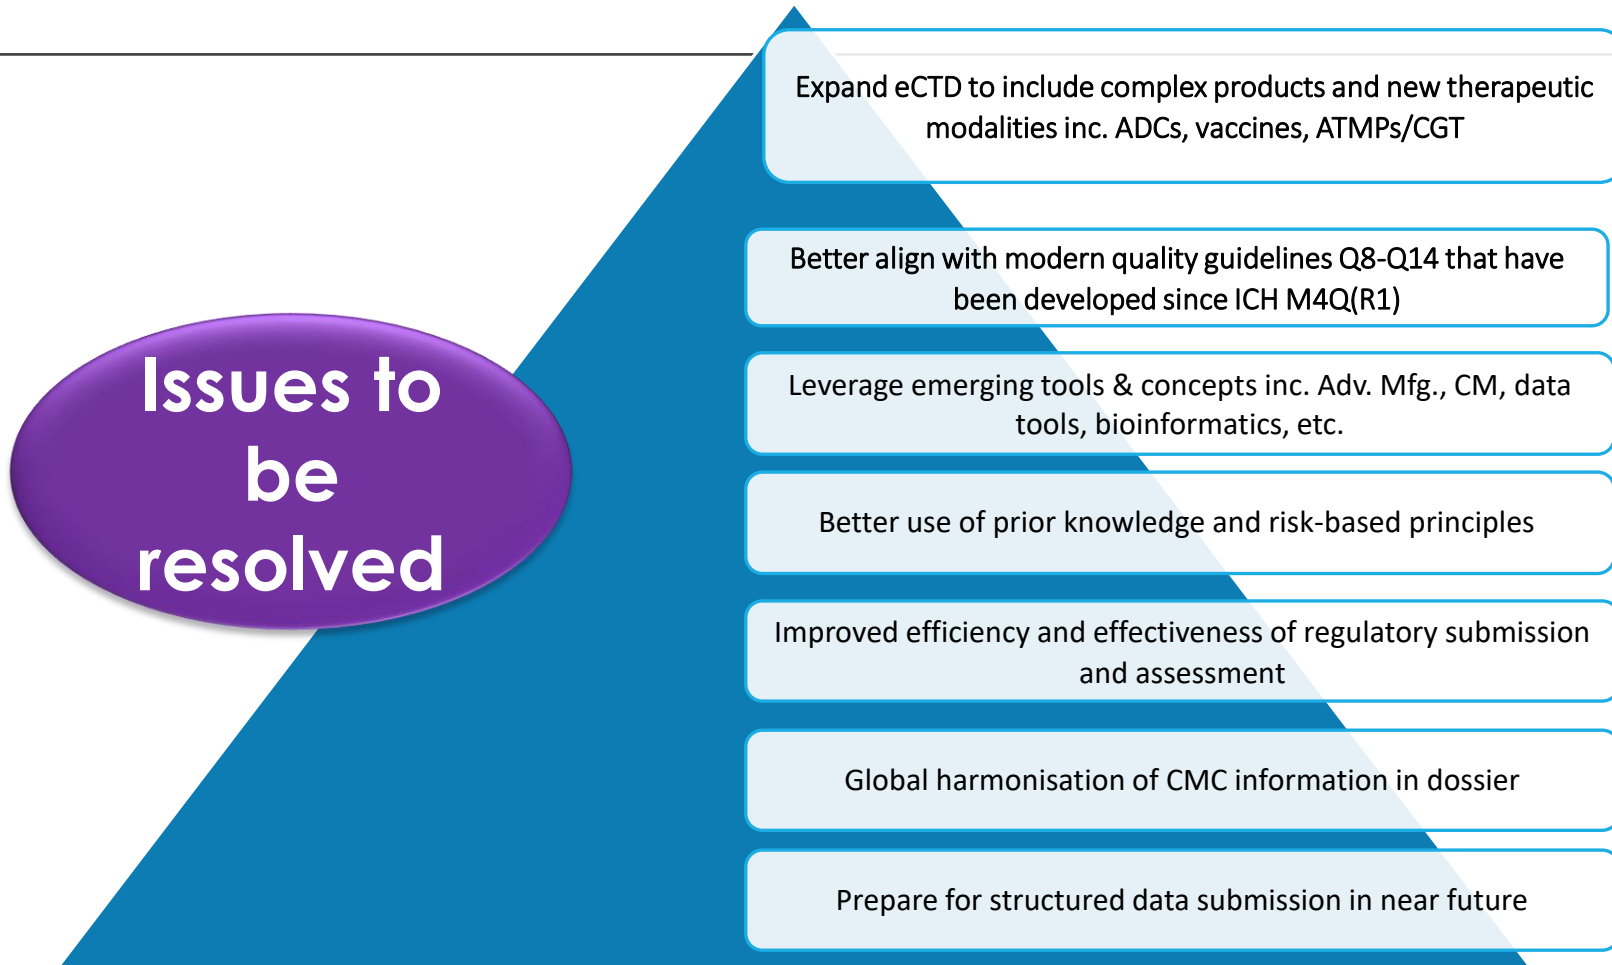 Issues to
be
resolved
Expand eCTD to include complex products and new therapeutic
modalities inc. ADCs, vaccines, ATMPs/CGT
Better align with modern quality guidelines Q8-Q14 that have
been developed since ICH M4Q(R1)
Leverage emerging tools & concepts inc. Adv. Mfg., CM, data
tools, bioinformatics, etc.
Better use of prior knowledge and risk-based principles
Improved efficiency and effectiveness of regulatory submission
and assessment
Global harmonisation of CMC information in dossier
Prepare for structured data submission in near future